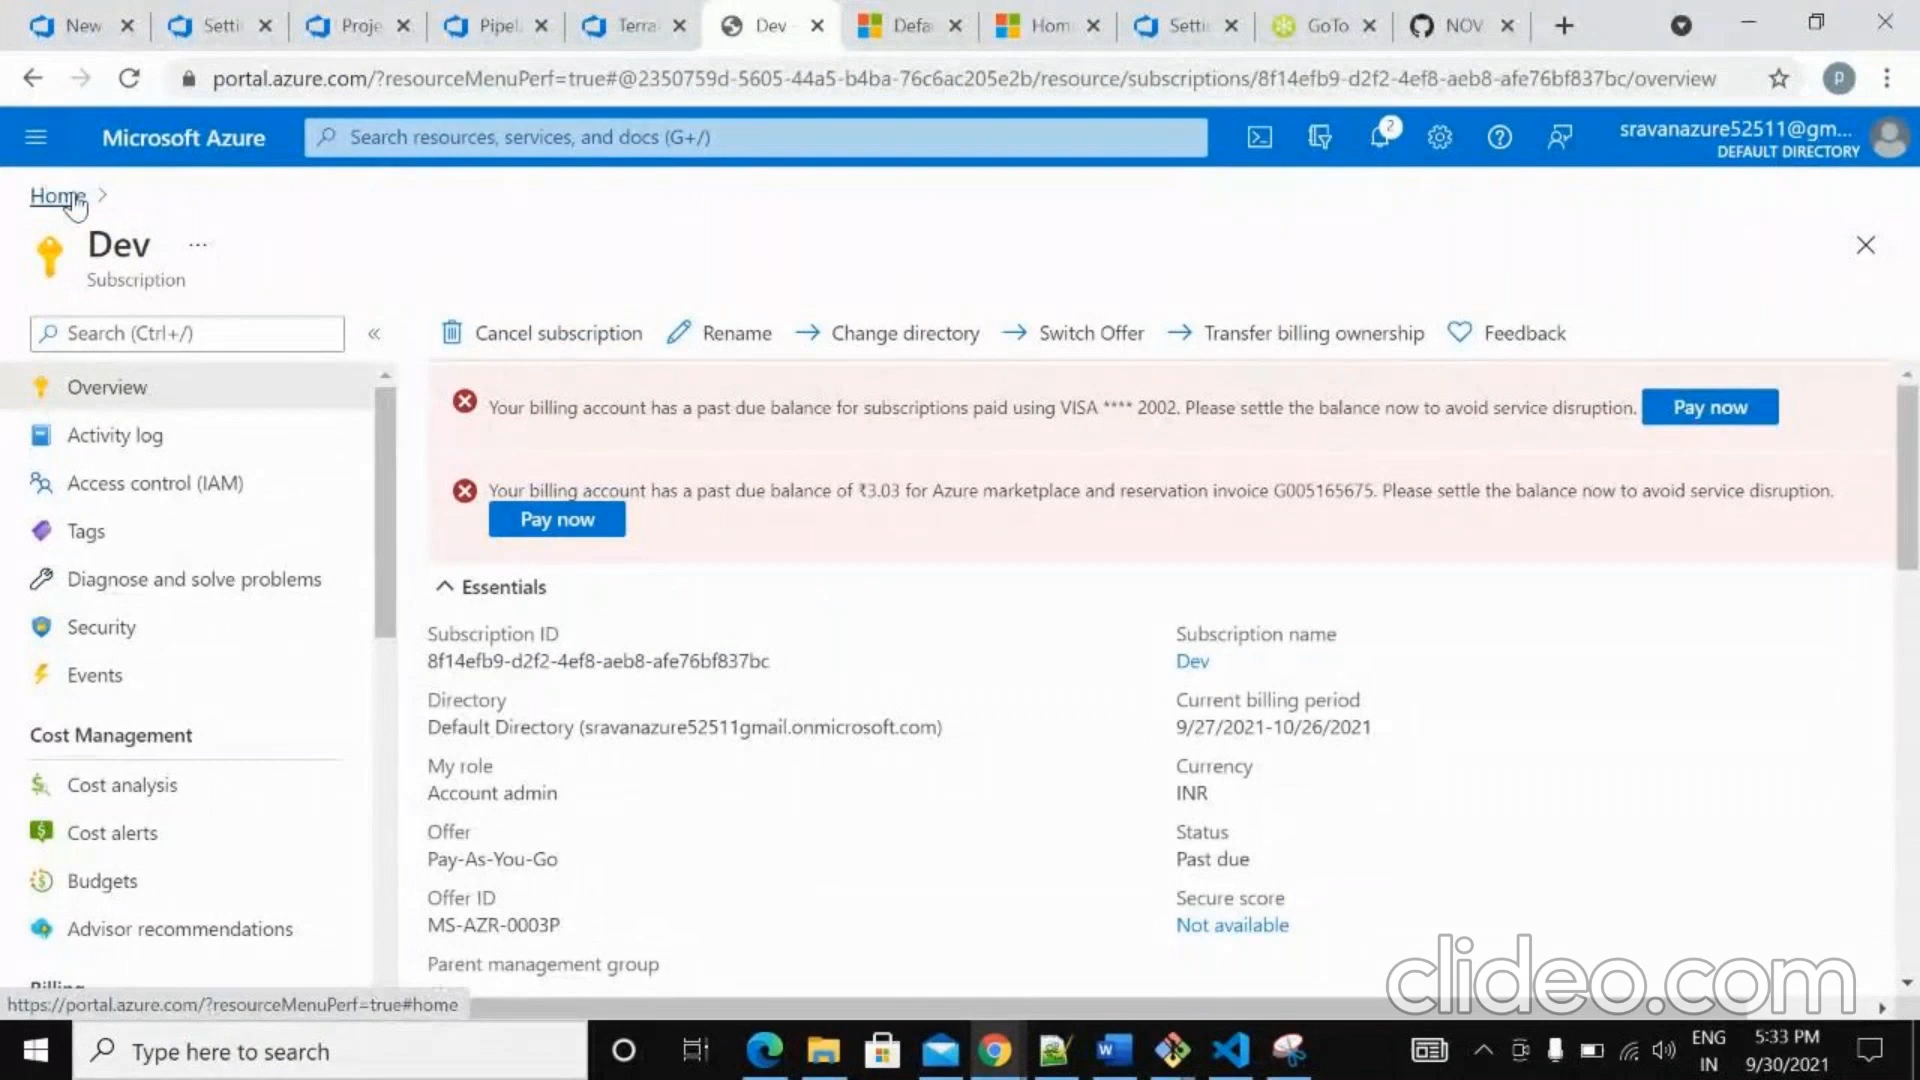 New
Setti
Proje
Pipel
Terra
Dev -
Defa
Hom
Setti
GoTo
NOV
portal.azure.com/?resourceMenuPerf=true#@2350759d-5605-44a5-b4ba-76c6ac205e2b/resource/subscriptions/8f14efb9-d2f2-4ef8-aeb8-afe76bf837bc/overview
P
Microsoft Azure
Search resources, services, and docs (G+/)
2
sravanazure52511@gm...
DEFAULT DIRECTORY
Home >
Dev ...
Subscription
Search (Ctrl+/)
«
Cancel subscription
Rename
Change directory
Switch Offer
Transfer billing ownership
Feedback
Overview
Activity log
Access control (IAM)
Tags
Diagnose and solve problems
Security
Events
Cost Management
Cost analysis
Cost alerts
Budgets
Advisor recommendations
Billing
Your billing account has a past due balance for subscriptions paid using VISA **** 2002. Please settle the balance now to avoid service disruption. Pay now
Your billing account has a past due balance of ₹3.03 for Azure marketplace and reservation invoice G005165675. Please settle the balance now to avoid service disruption.
Pay now
Essentials
Subscription ID
8f14efb9-d2f2-4ef8-aeb8-afe76bf837bc
Directory
Default Directory (sravanazure52511gmail.onmicrosoft.com)
My role
Account admin
Offer
Pay-As-You-Go
Offer ID
MS-AZR-0003P
Parent management group
Subscription name
Dev
Current billing period
9/27/2021-10/26/2021
Currency
INR
Status
Past due
Secure score
Not available
clideo.com
https://portal.azure.com/?resourceMenuPerf=true#home
Type here to search
ENG
IN
5:33 PM
9/30/2021